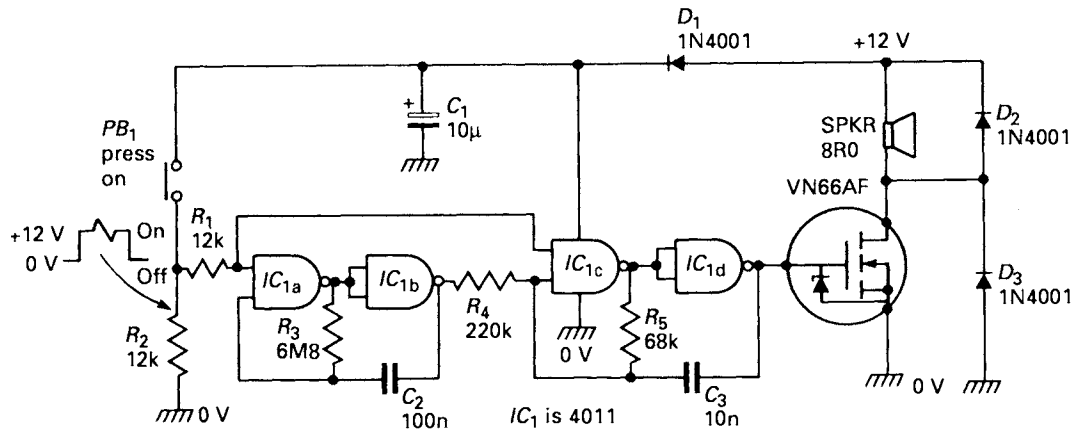 D1
1N4001
+12 V
+
C1
10µ
PB1
press
on
SPKR
8R0
D2
1N4001
VN66AF
+12 V
0 V
On
Off
R1
12k
IC1a
IC1b
R4
220k
IC1c
IC1d
D3
1N4001
R2
12k
R3
6M8
0 V
R5
68k
0 V
C2
100n
IC1 is 4011
C3
10n
0 V